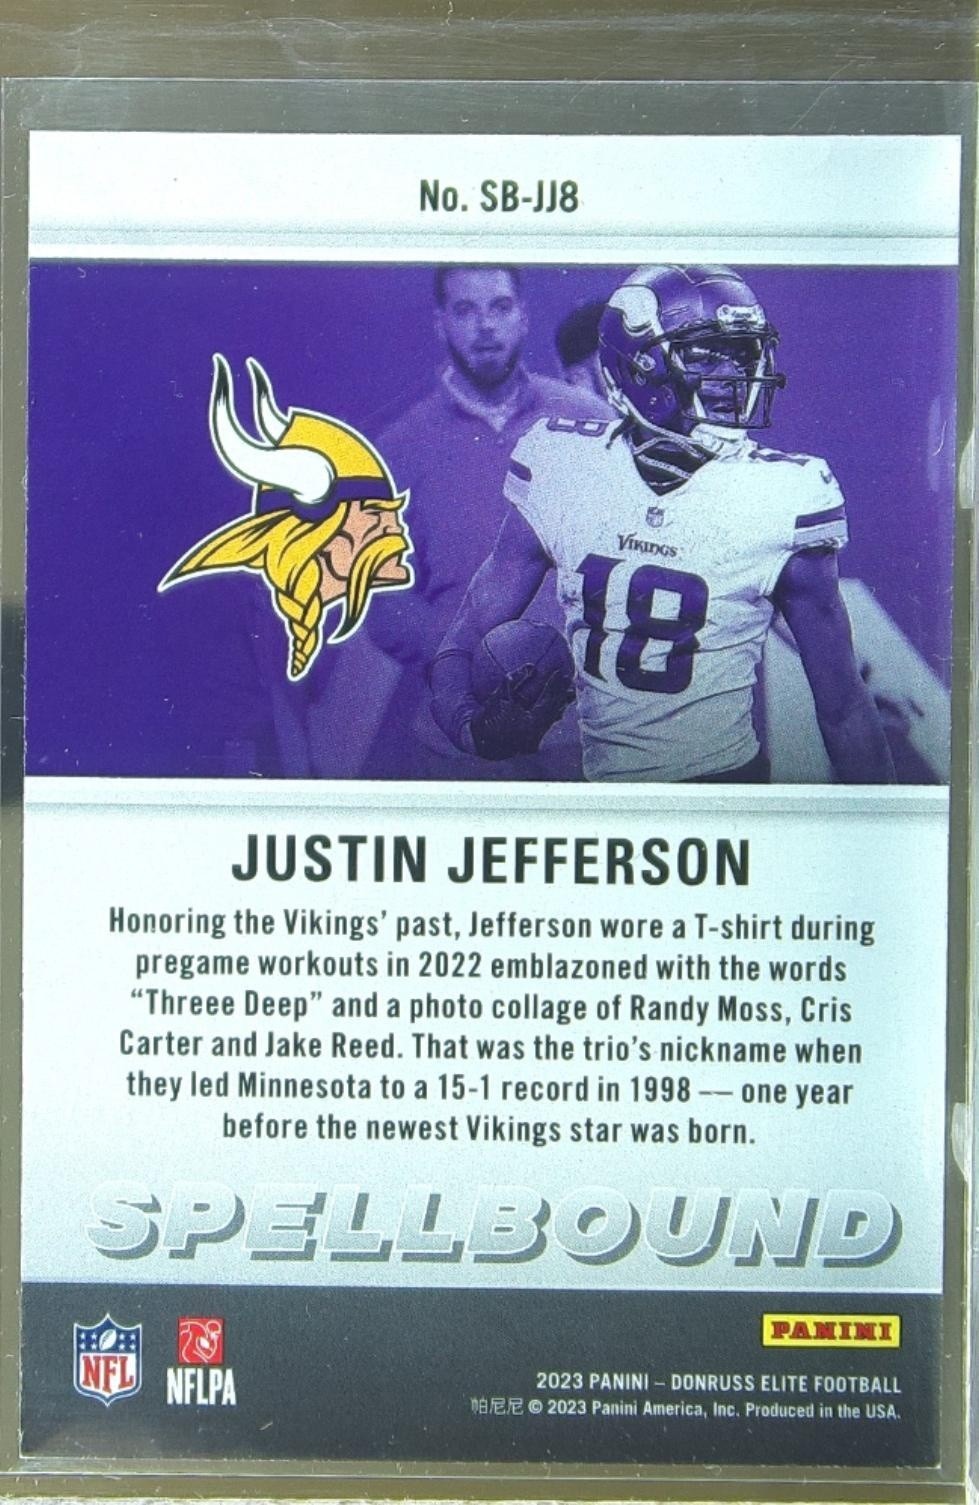 No. SB-JJ8
8
18
VIKINGS
18
JUSTIN JEFFERSON
Honoring the Vikings’ past, Jefferson wore a T-shirt during
pregame workouts in 2022 emblazoned with the words
“Threee Deep” and a photo collage of Randy Moss, Cris
Carter and Jake Reed. That was the trio’s nickname when
they led Minnesota to a 15-1 record in 1998 — one year
before the newest Vikings star was born.
SPELLBOUND
NFL
NFLPA
PANINI
2023 PANINI – DONRUSS ELITE FOOTBALL
帕尼尼 © 2023 Panini America, Inc. Produced in the USA.